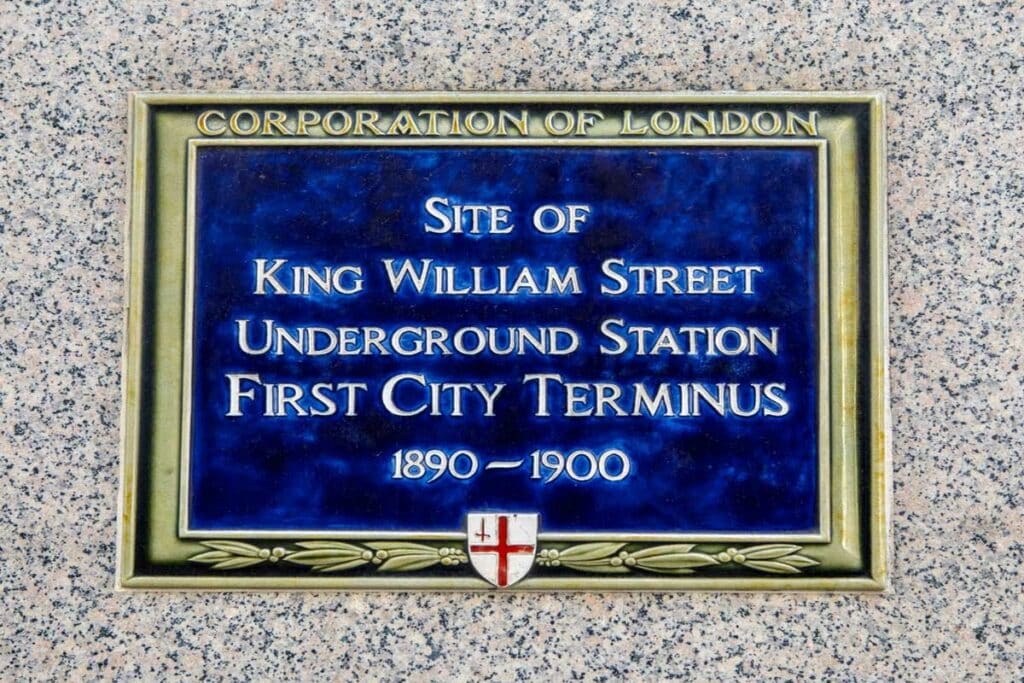 CORPORATION OF LONDON
SITE OF
KING WILLIAM STREET
UNDERGROUND STATION
FIRST CITY TERMINUS
1890 – 1900